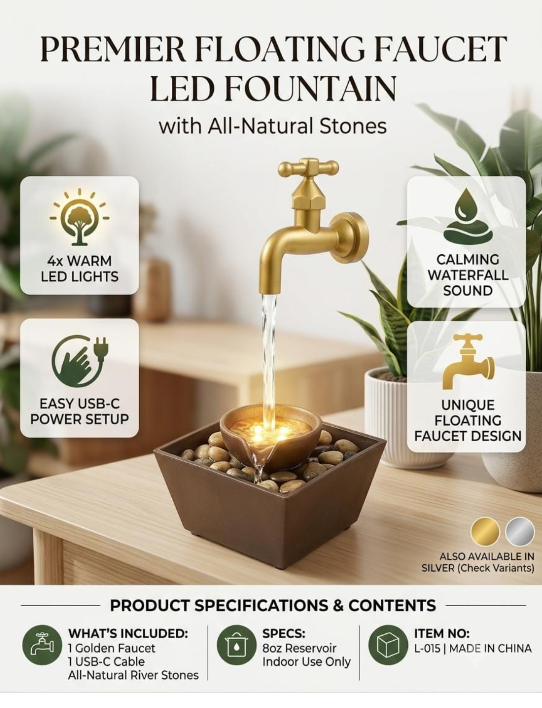 PREMIER FLOATING FAUCET
LED FOUNTAIN
with All-Natural Stones
4x WARM
LED LIGHTS
CALMING
WATERFALL
SOUND
EASY USB-C
POWER SETUP
UNIQUE
FLOATING
FAUCET DESIGN
ALSO AVAILABLE IN
SILVER (Check Variants)
PRODUCT SPECIFICATIONS & CONTENTS
WHAT'S INCLUDED:
1 Golden Faucet
1 USB-C Cable
All-Natural River Stones
SPECS:
8oz Reservoir
Indoor Use Only
ITEM NO:
L-015 | MADE IN CHINA